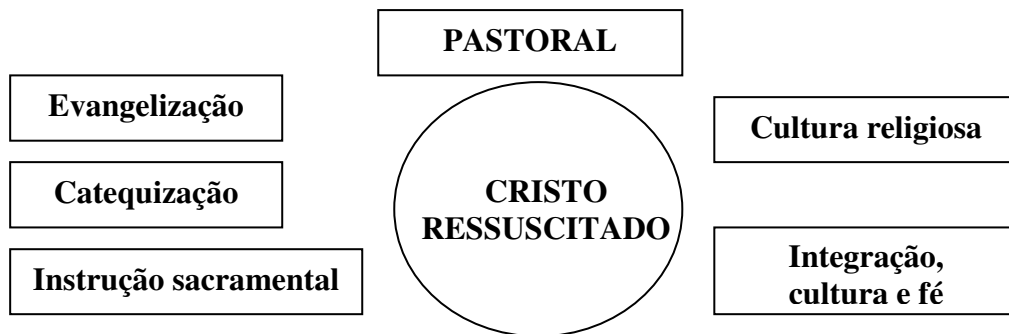 PASTORAL
Evangelização
Catequização
Instrução sacramental
CRISTO
RESSUSCITADO
Cultura religiosa
Integração,
cultura e fé